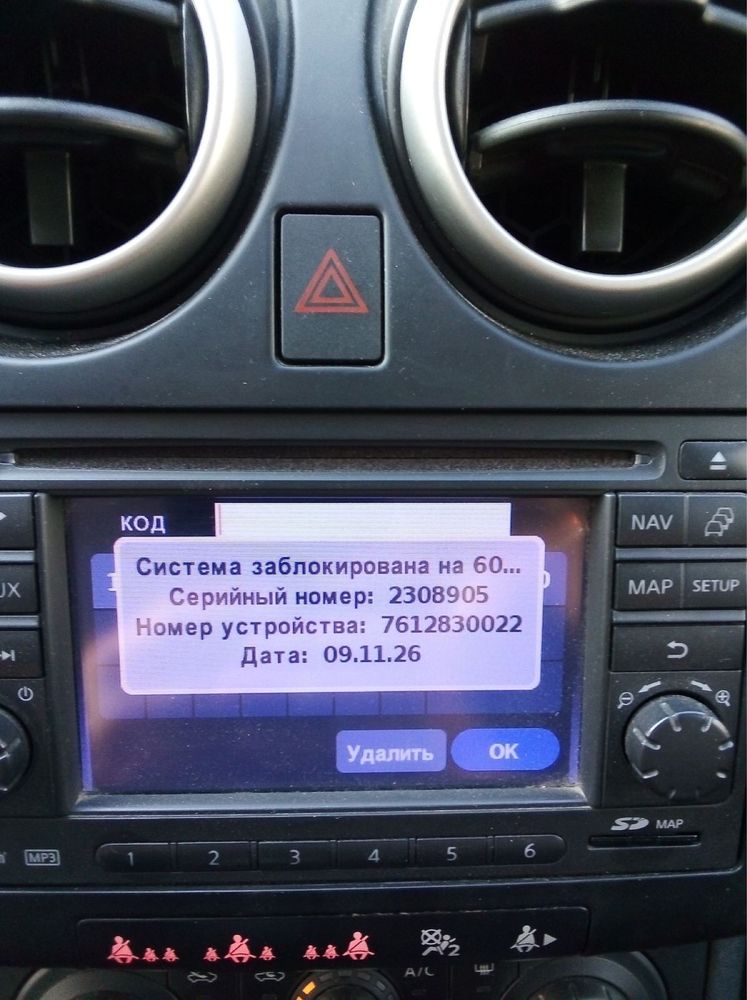 КОД
Система заблокирована на 60...
Серийный номер: 2308905
Номер устройства: 7612830022
Дата: 09.11.26
Удалить
OK
NAV
MAP
SETUP
SD MAP
MP3
1 2 3 4 5 6
2
A/C